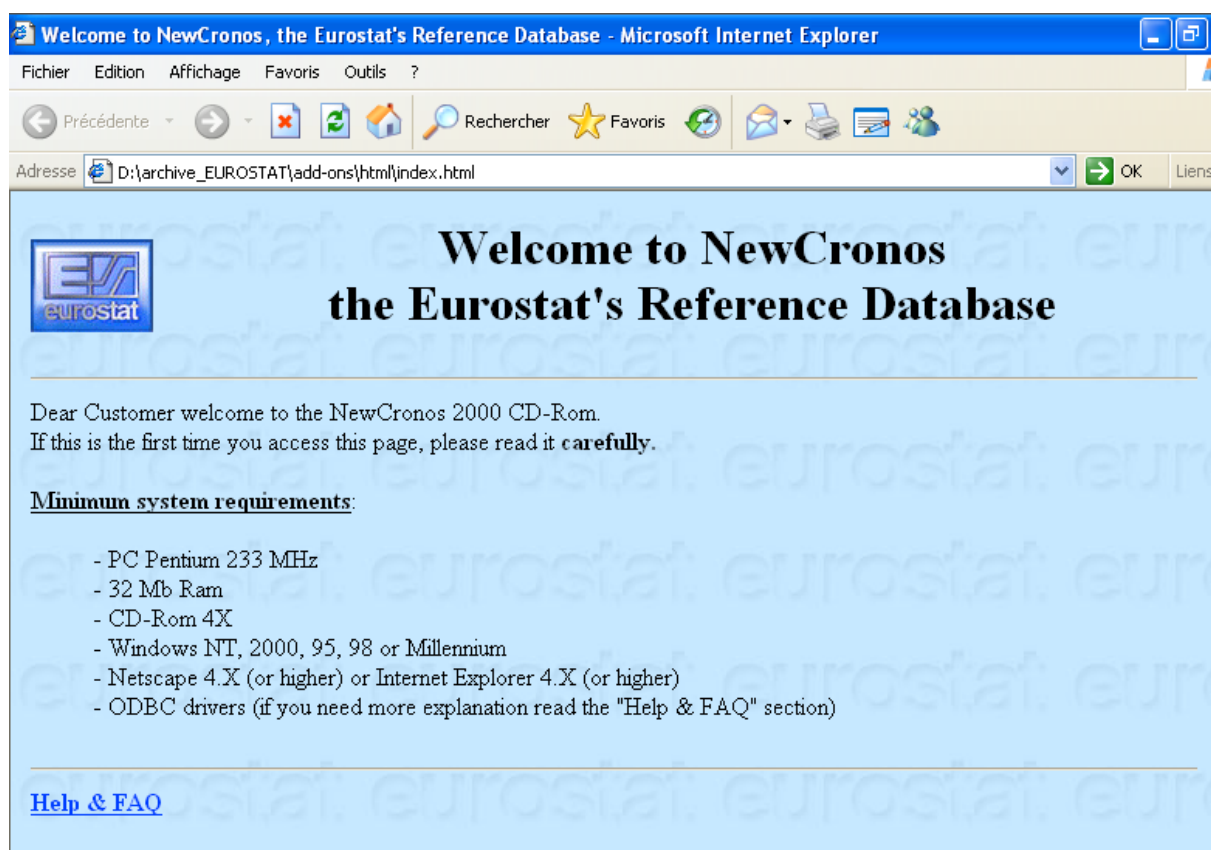 Welcome to NewCronos, the Eurostat's Reference Database - Microsoft Internet Explorer
Fichier Edition Affichage Favoris Outils ?
Précédente Rechercher Favoris
Adresse D:\archive_EUROSTAT\add-ons\html\index.html OK Liens
eurostat
Welcome to NewCronos
the Eurostat's Reference Database
Dear Customer welcome to the NewCronos 2000 CD-Rom.
If this is the first time you access this page, please read it carefully.
Minimum system requirements:
- PC Pentium 233 MHz
- 32 Mb Ram
- CD-Rom 4X
- Windows NT, 2000, 95, 98 or Millennium
- Netscape 4.X (or higher) or Internet Explorer 4.X (or higher)
- ODBC drivers (if you need more explanation read the "Help & FAQ" section)
Help & FAQ